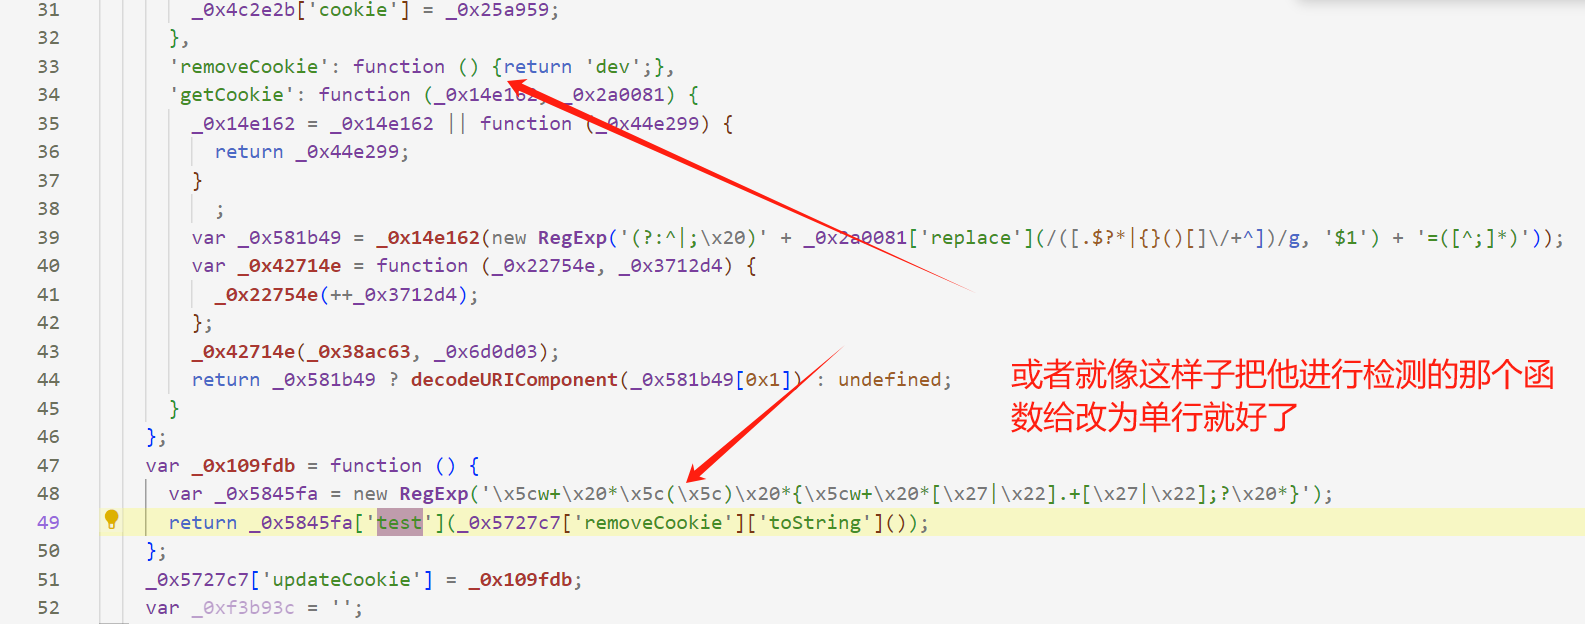 31 _0x4c2e2b['cookie'] = _0x25a959;
32 },
33 'removeCookie': function () {return 'dev';},
34 'getCookie': function (_0x14e162, _0x2a0081) {
35 _0x14e162 = _0x14e162 || function (_0x44e299) {
36 return _0x44e299;
37 }
38 ;
39 var _0x581b49 = _0x14e162(new RegExp('(?:^|;\x20)' + _0x2a0081['replace'](/([.$?*|{}()[]\/+^])/g, '$1') + '=([^;]*)'));
40 var _0x42714e = function (_0x22754e, _0x3712d4) {
41 _0x22754e(++_0x3712d4);
42 };
43 _0x42714e(_0x38ac63, _0x6d0d03);
44 return _0x581b49 ? decodeURIComponent(_0x581b49[0x1]) : undefined;
或者就像这样子把他进行检测的那个函
数给改为单行就好了
45 }
46 };
47 var _0x109fdb = function () {
48 var _0x5845fa = new RegExp('\x5cw+\x20*\x5c(\x5c)\x20*{\x5cw+\x20*[\x27|\x22].+[\x27|\x22];?\x20*}');
49 return _0x5845fa['test'](_0x5727c7['removeCookie']['toString']());
50 };
51 _0x5727c7['updateCookie'] = _0x109fdb;
52 var _0xf3b93c = '';